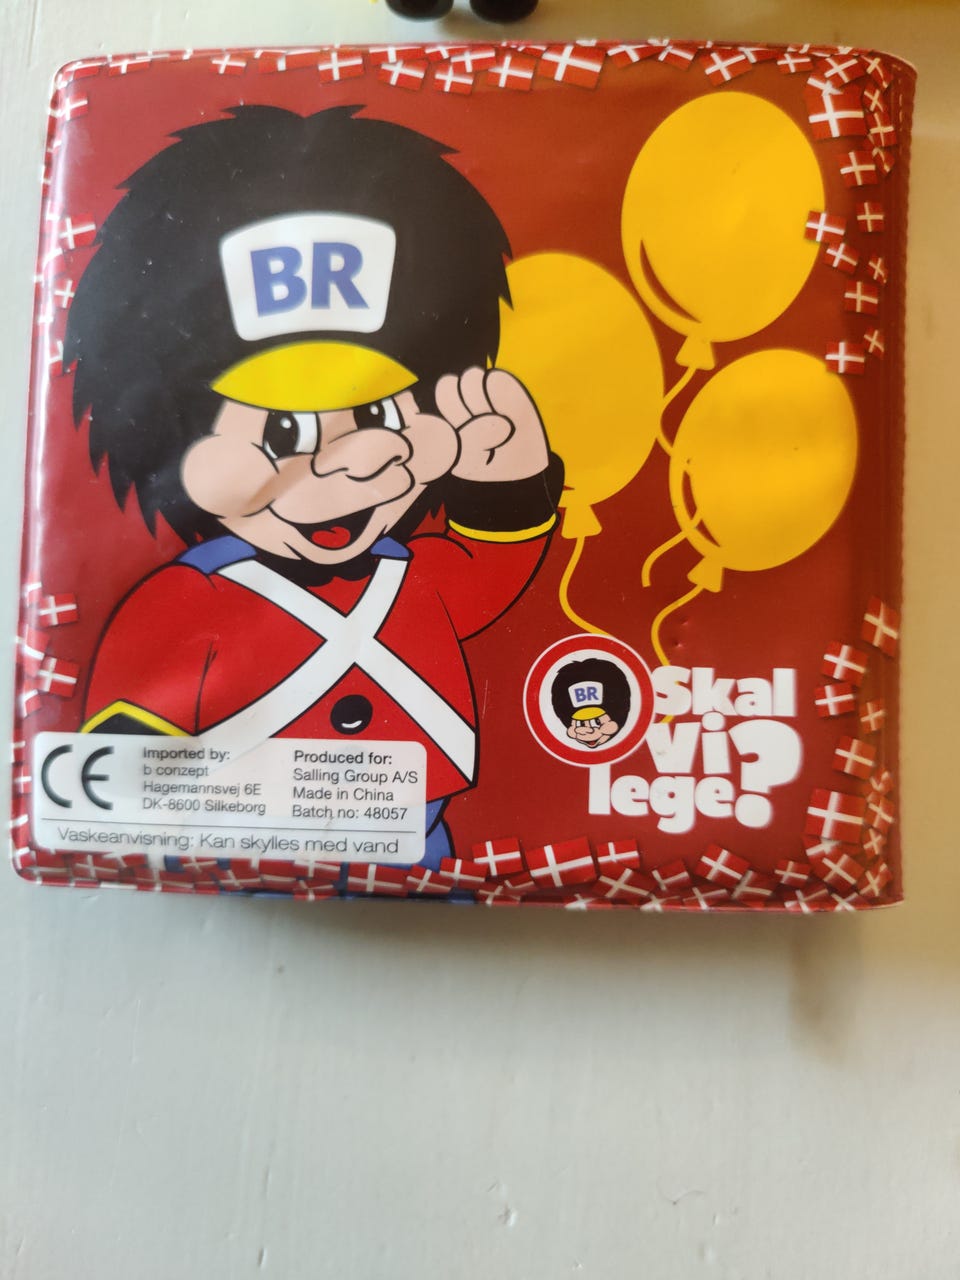 BR
BR
Skal
Vi
lege?
CE
Imported by:
b conzept
Hagemannsvej 6E
DK-8600 Silkeborg
Produced for:
Salling Group A/S
Made in China
Batch no: 48057
Vaskeanvisning: Kan skylles med vand